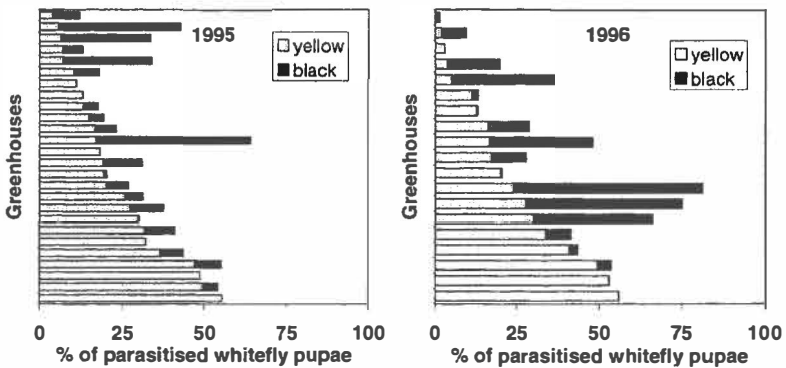 1995
yellow
black
Greenhouses
0 25 50 75 100
% of parasitised whitefly pupae
1996
yellow
black
Greenhouses
0 25 50 75 100
% of parasitised whitefly pupae